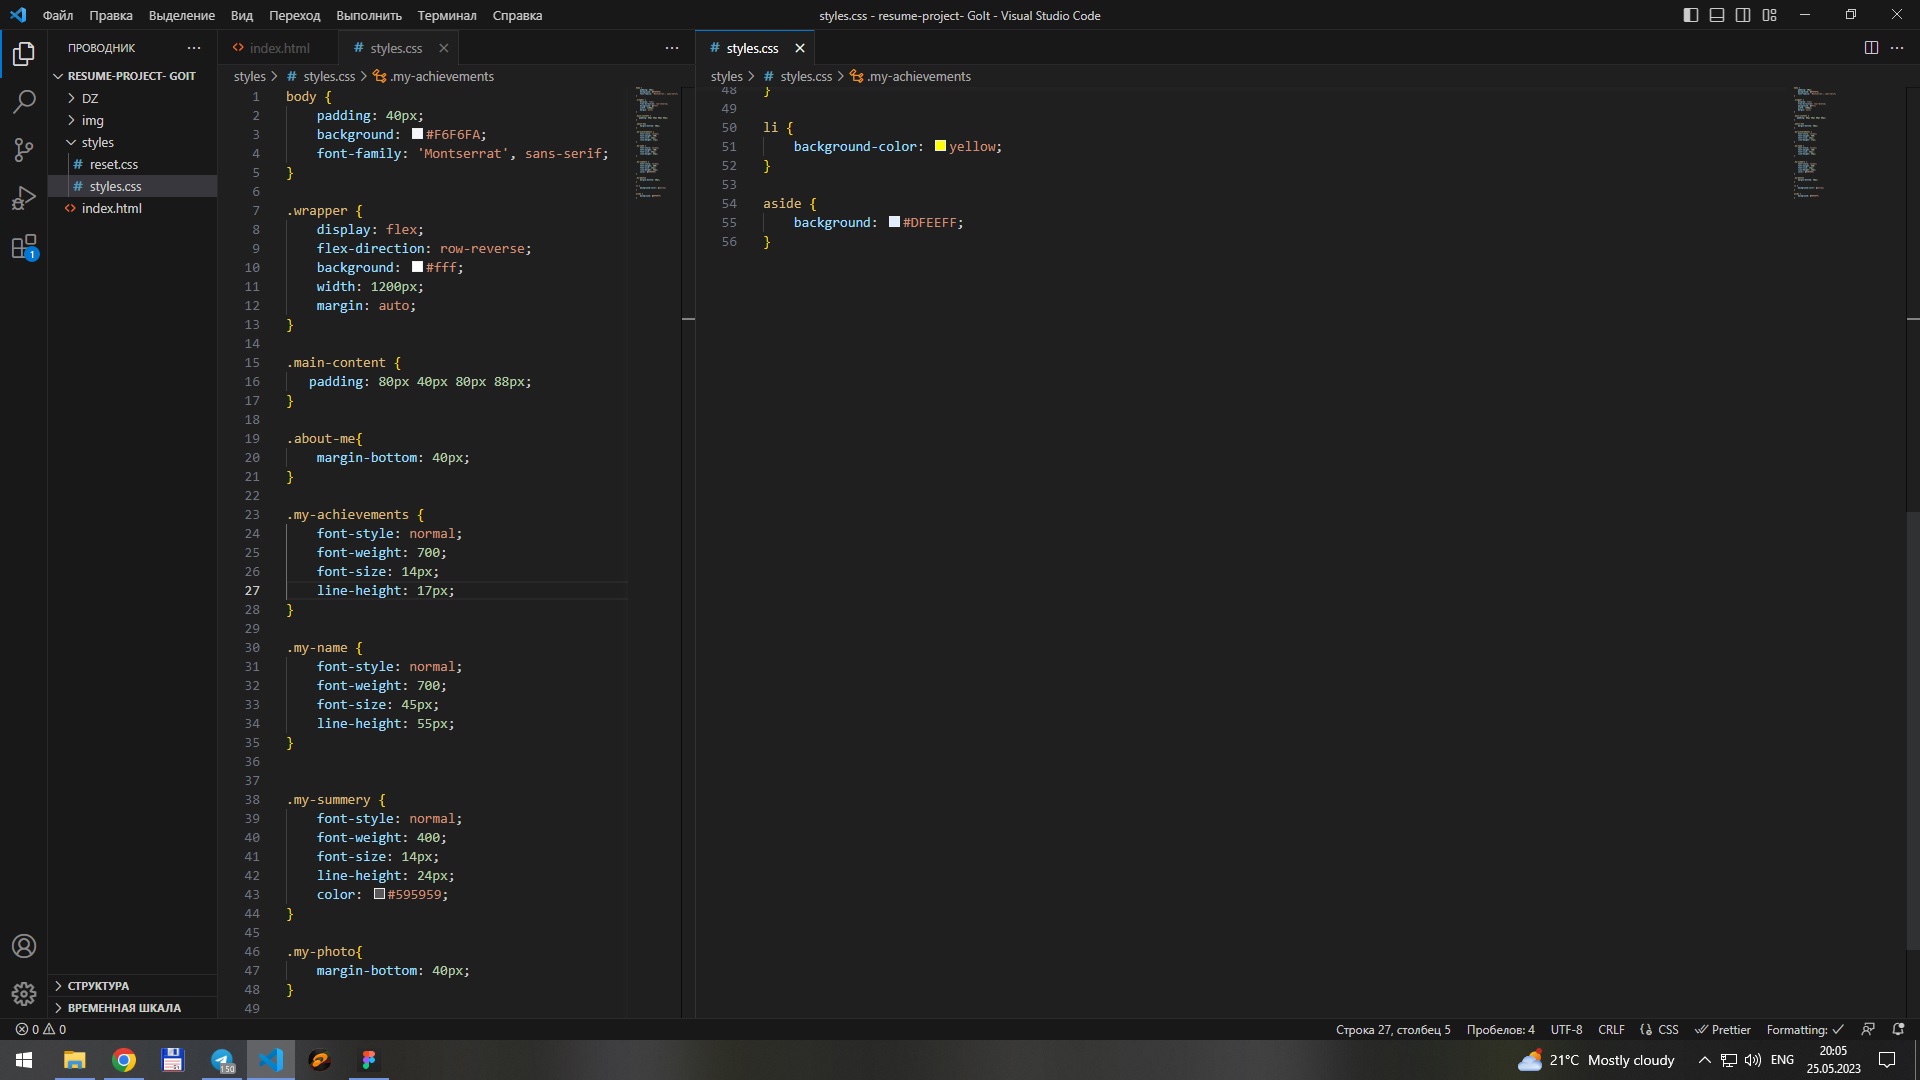 Файл Правка Выделение Вид Переход Выполнить Терминал Справка
styles.css - resume-project- GoIt - Visual Studio Code
ПРОВОДНИК
index.html
styles.css
styles.css
RESUME-PROJECT- GOIT
DZ
img
styles
reset.css
styles.css
index.html
СТРУКТУРА
ВРЕМЕННАЯ ШКАЛА
styles > # styles.css > .my-achievements
1 body {
2 padding: 40px;
3 background: #F6F6FA;
4 font-family: 'Montserrat', sans-serif;
5 }
6
7 .wrapper {
8 display: flex;
9 flex-direction: row-reverse;
10 background: #fff;
11 width: 1200px;
12 margin: auto;
13 }
14
15 .main-content {
16 padding: 80px 40px 80px 88px;
17 }
18
19 .about-me{
20 margin-bottom: 40px;
21 }
22
23 .my-achievements {
24 font-style: normal;
25 font-weight: 700;
26 font-size: 14px;
27 line-height: 17px;
28 }
29
30 .my-name {
31 font-style: normal;
32 font-weight: 700;
33 font-size: 45px;
34 line-height: 55px;
35 }
36
37
38 .my-summery {
39 font-style: normal;
40 font-weight: 400;
41 font-size: 14px;
42 line-height: 24px;
43 color: #595959;
44 }
45
46 .my-photo{
47 margin-bottom: 40px;
48 }
49
styles > # styles.css > .my-achievements
48 }
49
50 li {
51 background-color: yellow;
52 }
53
54 aside {
55 background: #DFEEFF;
56 }
1
0 0
Строка 27, столбец 5 Пробелов: 4 UTF-8 CRLF CSS Prettier Formatting:
150
21°C Mostly cloudy
ENG
20:05
25.05.2023